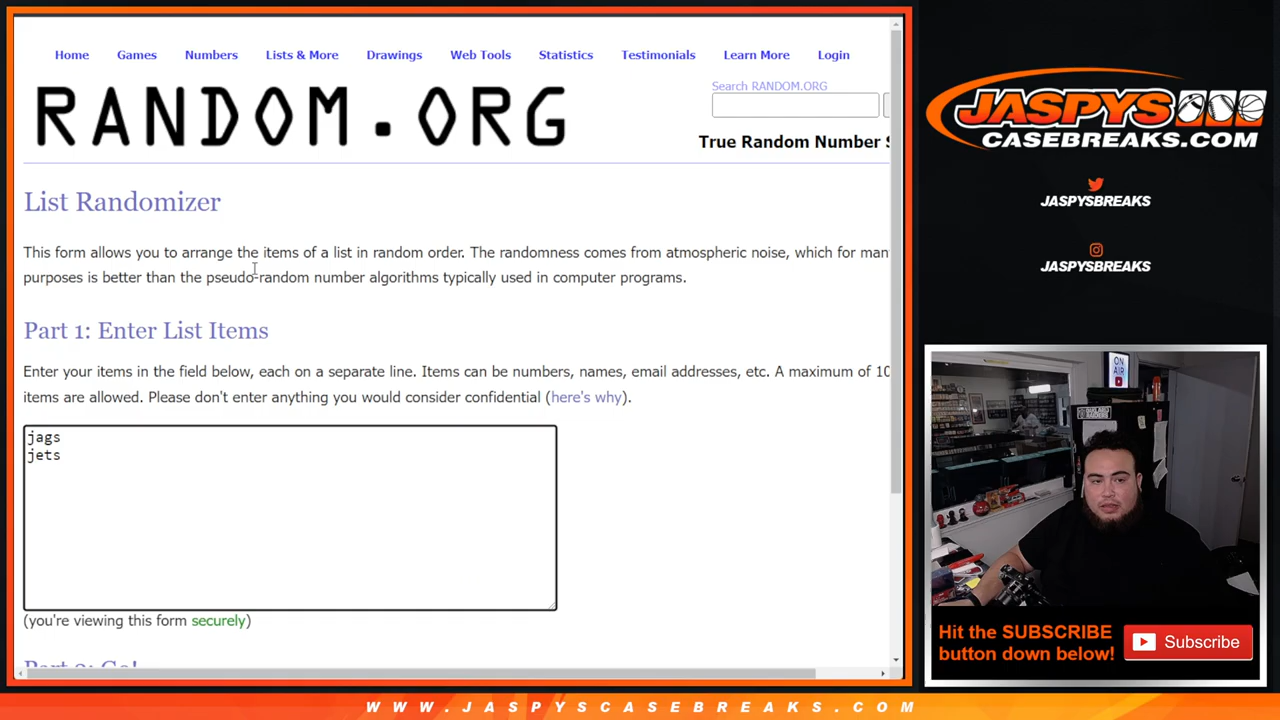 Home Games Numbers Lists & More Drawings Web Tools Statistics Testimonials Learn More Login
RANDOM.ORG
Search RANDOM.ORG
True Random Number S
List Randomizer
This form allows you to arrange the items of a list in random order. The randomness comes from atmospheric noise, which for man
purposes is better than the pseudo-random number algorithms typically used in computer programs.
Part 1: Enter List Items
Enter your items in the field below, each on a separate line. Items can be numbers, names, email addresses, etc. A maximum of 10
items are allowed. Please don't enter anything you would consider confidential (here's why).
jags
jets
(you're viewing this form securely)
Part 2: Go!
JASPYS
CASEBREAKS.COM
JASPYSBREAKS
JASPYSBREAKS
ON
AIR
Hit the SUBSCRIBE
button down below!
Subscribe
WWW.JASPYSCASEBREAKS.COM